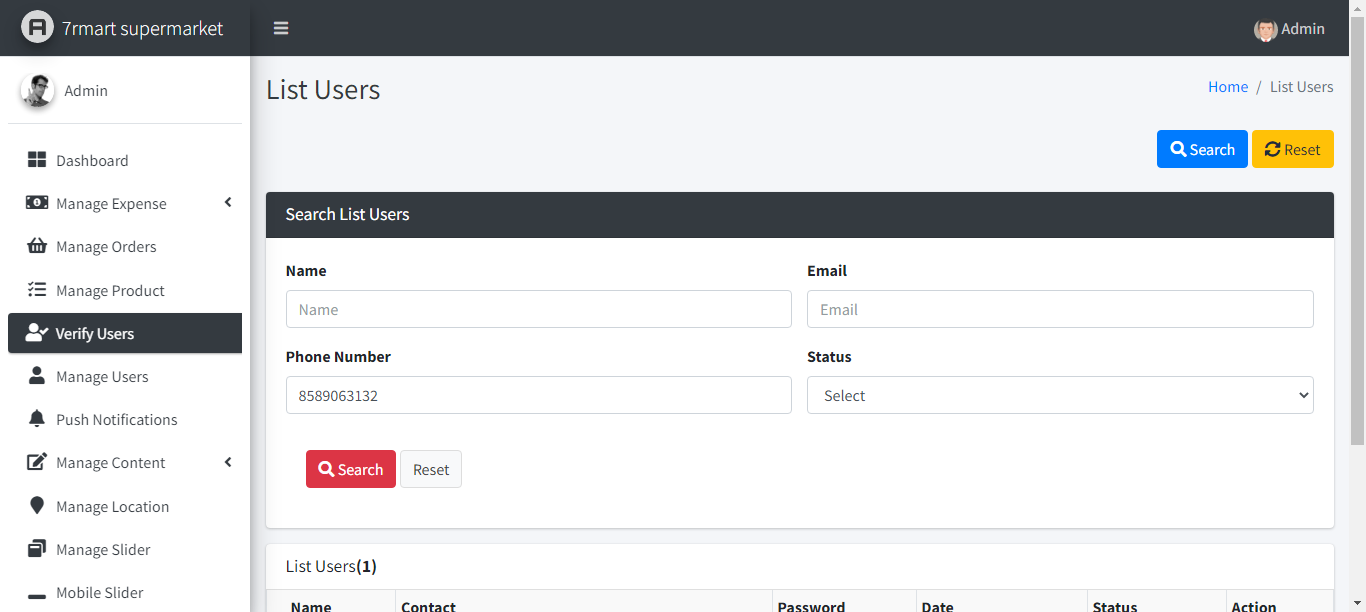 7rmart supermarket
Admin
Admin
Dashboard
Manage Expense
Manage Orders
Manage Product
Verify Users
Manage Users
Push Notifications
Manage Content
Manage Location
Manage Slider
Mobile Slider
List Users
Home / List Users
Search Reset
Search List Users
Name Email
Name Email
Phone Number Status
8589063132 Select
Search Reset
List Users(1)
Name Contact Password Date Status Action